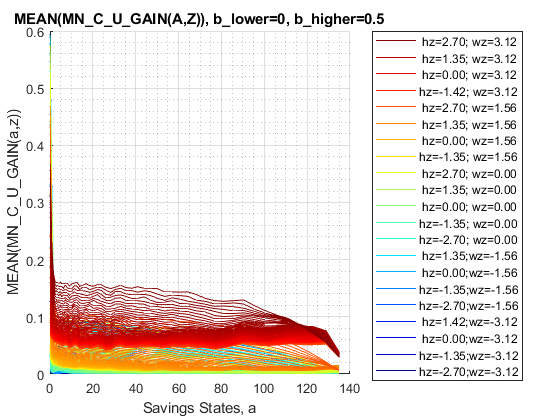 MEAN(MN_C_U_GAIN(A,Z)), b_lower=0, b_higher=0.5
MEAN(MN_C_U_GAIN(a,z))
0.6
0.5
0.4
0.3
0.2
0.1
0
0 20 40 60 80 100 120 140
Savings States, a
hz=2.70; wz=3.12
hz=1.35; wz=3.12
hz=0.00; wz=3.12
hz=-1.42; wz=3.12
hz=2.70; wz=1.56
hz=1.35; wz=1.56
hz=0.00; wz=1.56
hz=-1.35; wz=1.56
hz=2.70; wz=0.00
hz=1.35; wz=0.00
hz=0.00; wz=0.00
hz=-1.35; wz=0.00
hz=-2.70; wz=0.00
hz=1.35;wz=-1.56
hz=0.00;wz=-1.56
hz=-1.35;wz=-1.56
hz=-2.70;wz=-1.56
hz=1.42;wz=-3.12
hz=0.00;wz=-3.12
hz=-1.35;wz=-3.12
hz=-2.70;wz=-3.12